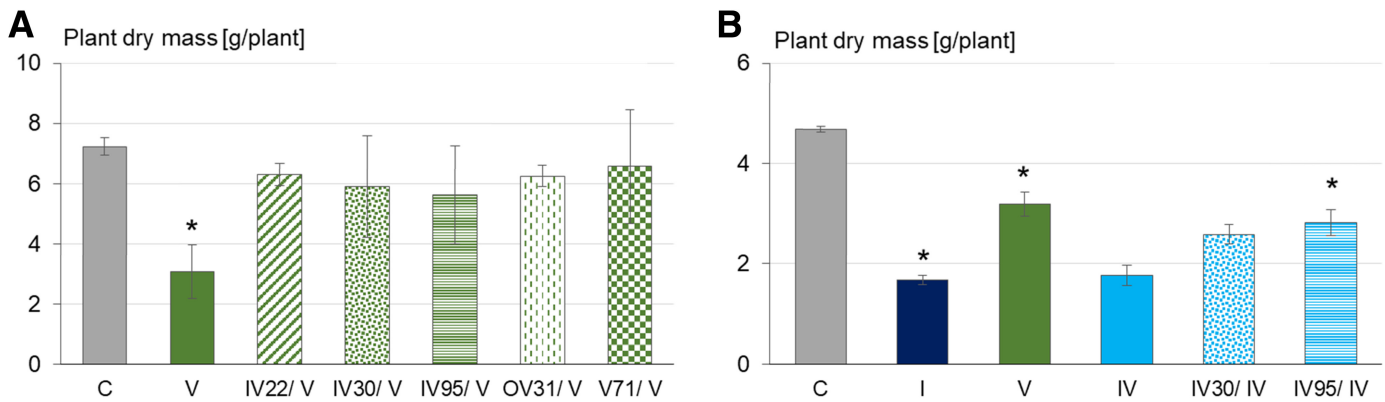 A
Plant dry mass [g/plant]
10
8
6
4
2
0
*
C V IV22/ V IV30/ V IV95/ V OV31/ V V71/ V
B
Plant dry mass [g/plant]
6
4
2
0
* * *
C I V IV IV30/ IV IV95/ IV